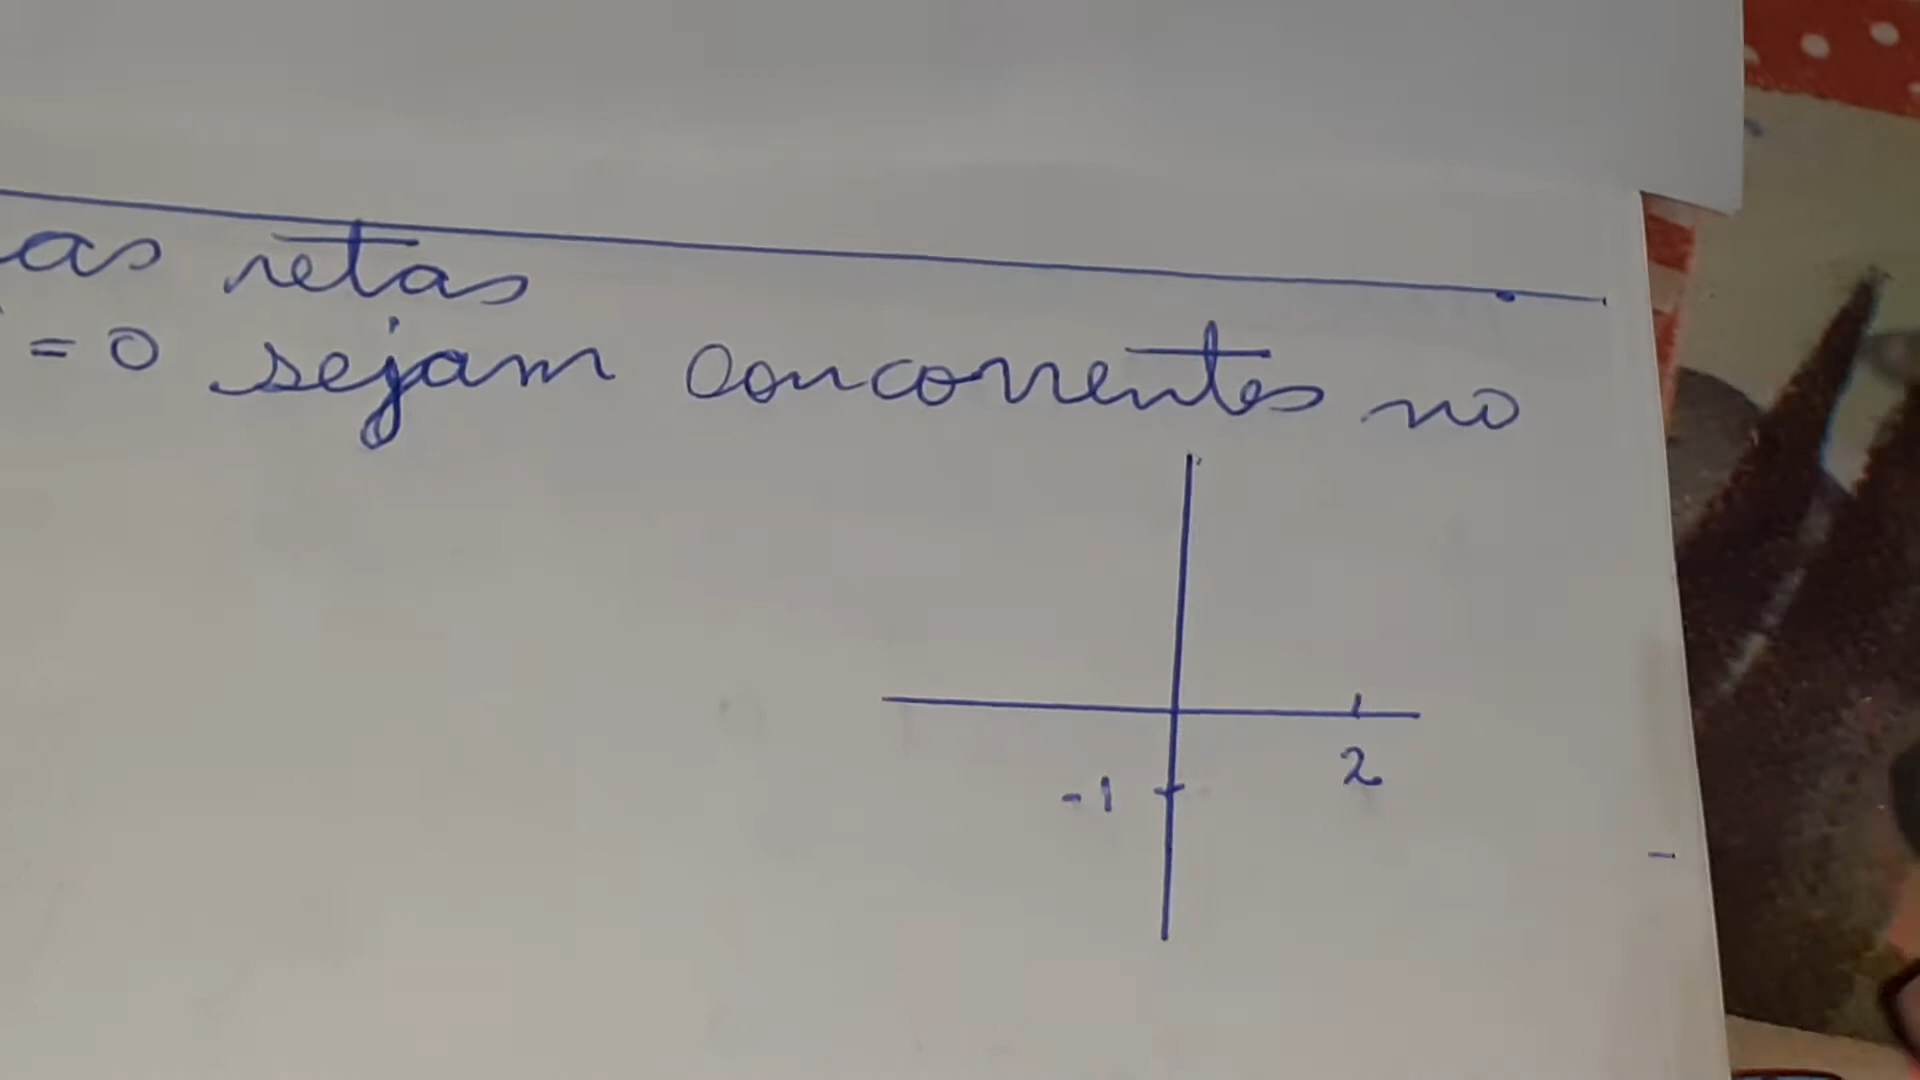 as retas
= 0 sejam concorrentes no
2
-1